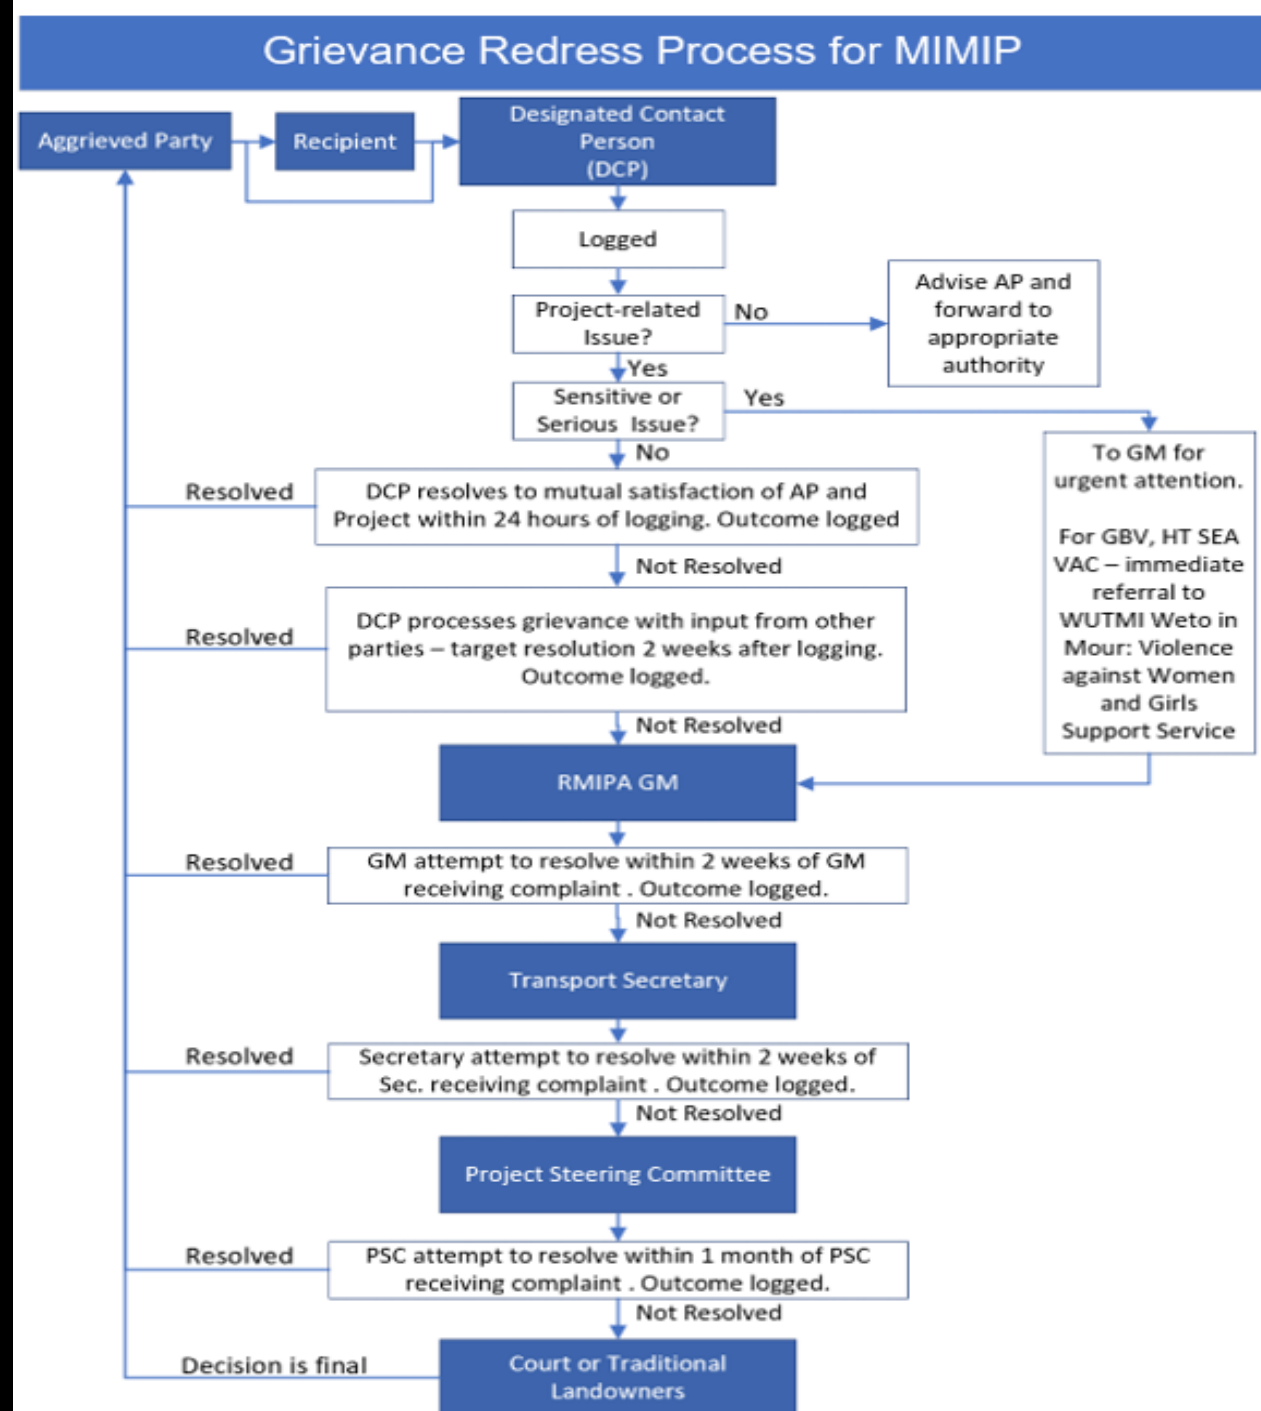 Grievance Redress Process for MIMIP
Aggrieved Party
Recipient
Designated Contact
Person
(DCP)
Logged
Project-related
Issue?
No
Advise AP and
forward to
appropriate
authority
Yes
Sensitive or
Serious Issue?
Yes
No
To GM for
urgent attention.
For GBV, HT SEA
VAC – immediate
referral to
WUTMI Weto in
Mour: Violence
against Women
and Girls
Support Service
Resolved
DCP resolves to mutual satisfaction of AP and
Project within 24 hours of logging. Outcome logged
Not Resolved
Resolved
DCP processes grievance with input from other
parties – target resolution 2 weeks after logging.
Outcome logged.
Not Resolved
RMIPA GM
Resolved
GM attempt to resolve within 2 weeks of GM
receiving complaint . Outcome logged.
Not Resolved
Transport Secretary
Resolved
Secretary attempt to resolve within 2 weeks of
Sec. receiving complaint . Outcome logged.
Not Resolved
Project Steering Committee
Resolved
PSC attempt to resolve within 1 month of PSC
receiving complaint . Outcome logged.
Not Resolved
Decision is final
Court or Traditional
Landowners